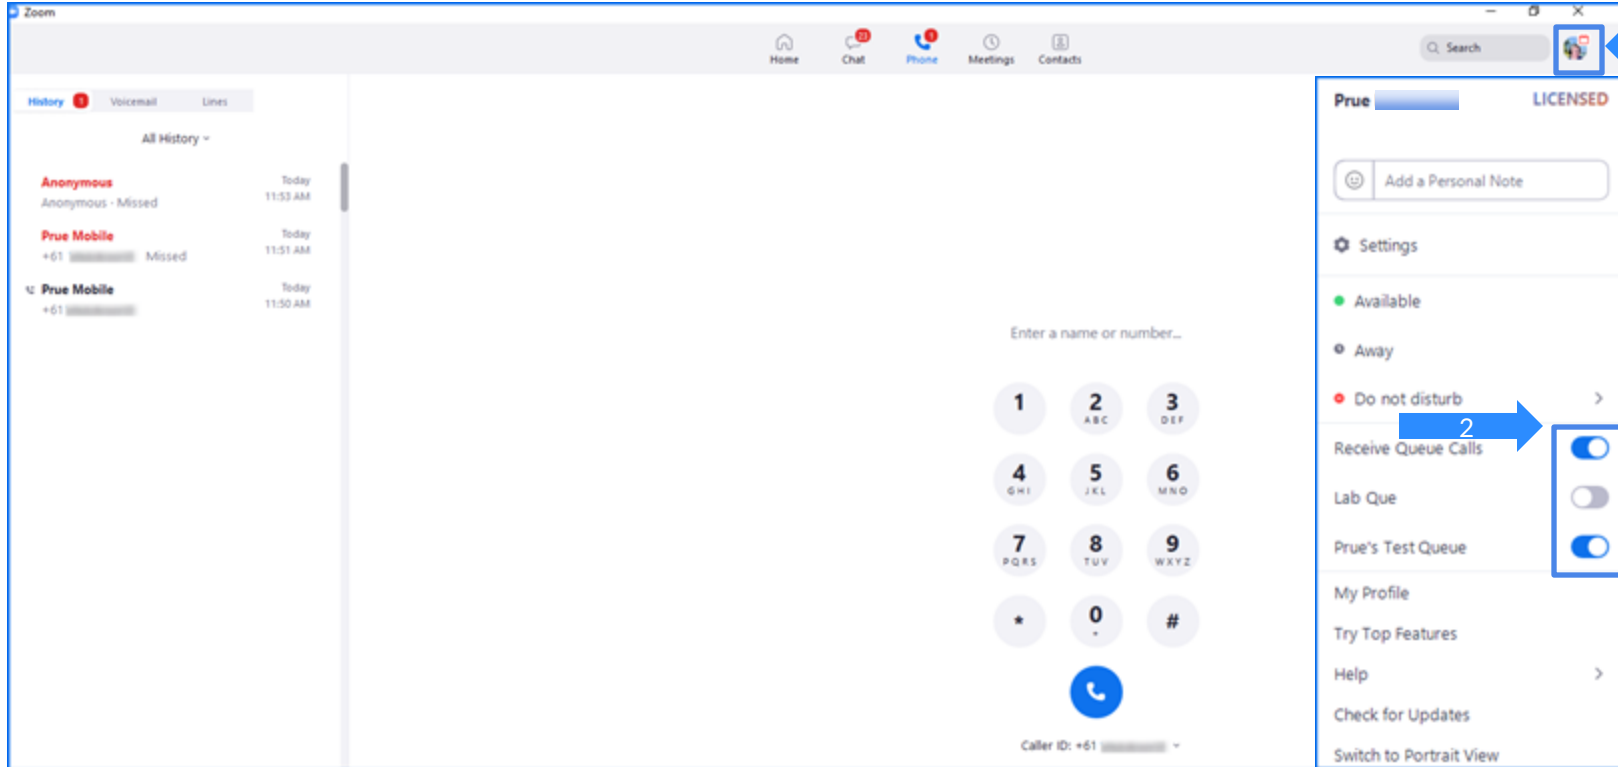 Zoom
23
1
Home
Chat
Phone
Meetings
Contacts
Search
History 1
Voicemail
Lines
All History
Anonymous
Today
Anonymous - Missed
11:53 AM
Prue Mobile
Today
+61
Missed
11:51 AM
Prue Mobile
Today
+61
11:50 AM
Enter a name or number...
1
2
ABC
3
DEF
4
GHI
5
JKL
6
MNO
7
PQRS
8
TUV
9
WXYZ
*
0
#
Caller ID: +61
Prue
LICENSED
Add a Personal Note
Settings
Available
Away
Do not disturb
2
Receive Queue Calls
Lab Que
Prue's Test Queue
My Profile
Try Top Features
Help
Check for Updates
Switch to Portrait View